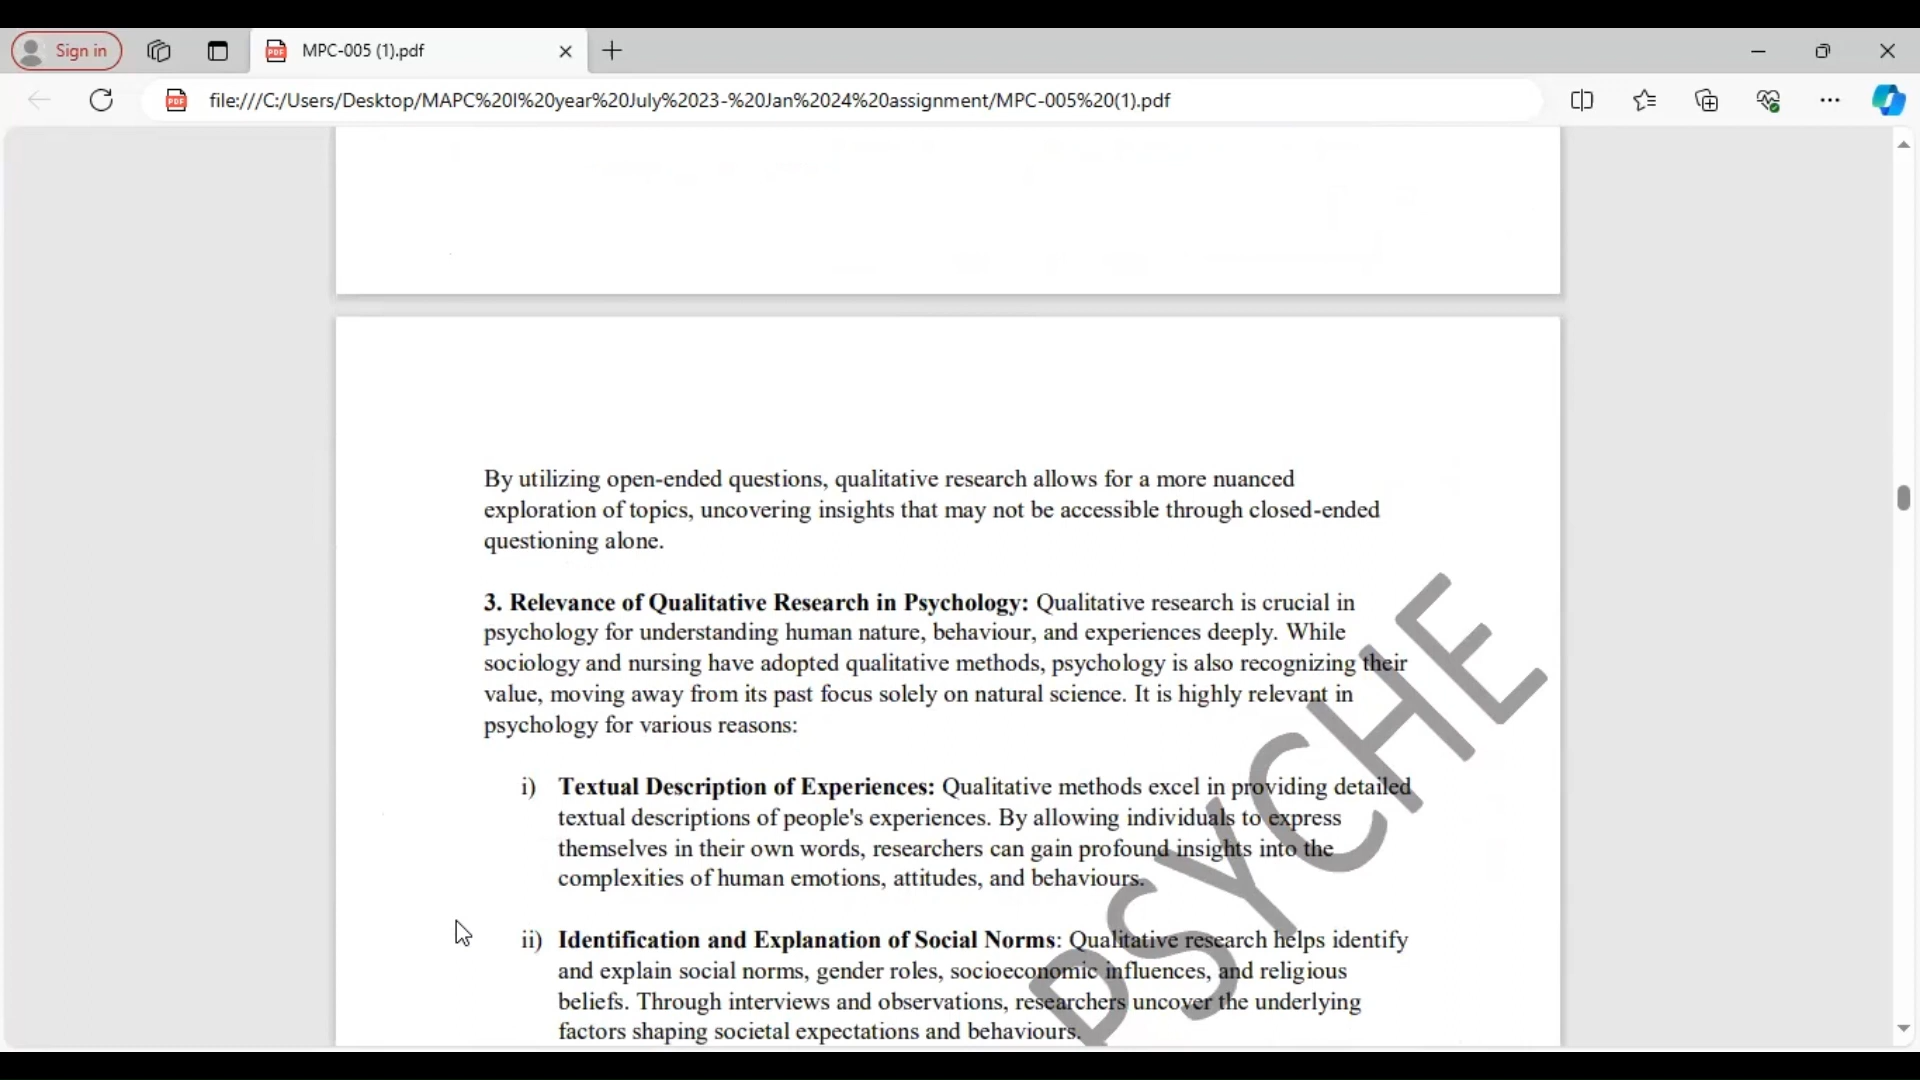 Sign in
MPC-005 (1).pdf
file:///C:/Users/Desktop/MAPC%20I%20year%20July%2023-%20Jan%2024%20assignment/MPC-005%20(1).pdf
By utilizing open-ended questions, qualitative research allows for a more nuanced
exploration of topics, uncovering insights that may not be accessible through closed-ended
questioning alone.
3. Relevance of Qualitative Research in Psychology: Qualitative research is crucial in
psychology for understanding human nature, behaviour, and experiences deeply. While
sociology and nursing have adopted qualitative methods, psychology is also recognizing their
value, moving away from its past focus solely on natural science. It is highly relevant in
psychology for various reasons:
i) Textual Description of Experiences: Qualitative methods excel in providing detailed
textual descriptions of people's experiences. By allowing individuals to express
themselves in their own words, researchers can gain profound insights into the
complexities of human emotions, attitudes, and behaviours.
ii) Identification and Explanation of Social Norms: Qualitative research helps identify
and explain social norms, gender roles, socioeconomic influences, and religious
beliefs. Through interviews and observations, researchers uncover the underlying
factors shaping societal expectations and behaviours.
PSYCHE